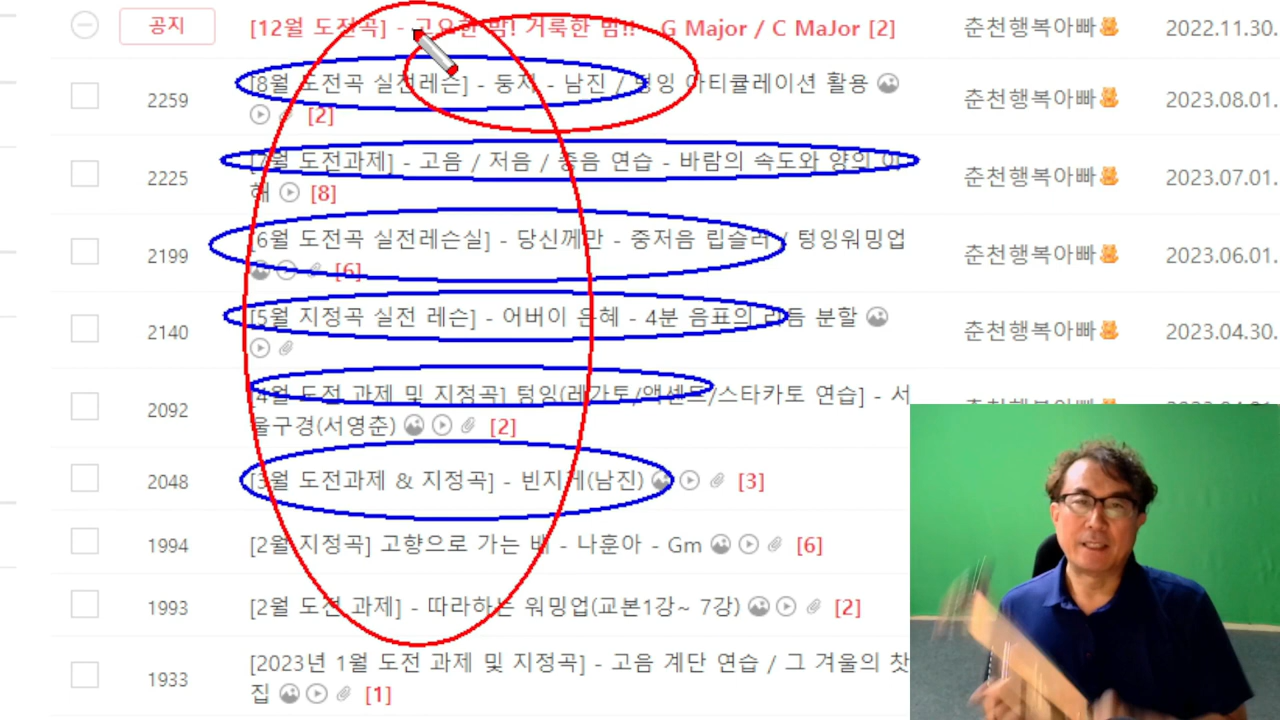 공지 [12월 도전곡] - 고요한 밤! 거룩한 밤!! - G Major / C MaJor [2] 춘천행복아빠 2022.11.30.
2259 [8월 도전곡 실전레슨] - 둥지 - 남진 / 텅잉 아티큘레이션 활용 춘천행복아빠 2023.08.01.
[2]
2225 [7월 도전과제] - 고음 / 저음 / 중음 연습 - 바람의 속도와 양의 이 춘천행복아빠 2023.07.01.
해 [8]
2199 [6월 도전곡 실전레슨실] - 당신께만 - 중저음 립슬러 / 텅잉워밍업 춘천행복아빠 2023.06.01.
[6]
2140 [5월 지정곡 실전 레슨] - 어버이 은혜 - 4분 음표의 리듬 분할 춘천행복아빠 2023.04.30.
2092 [4월 도전 과제 및 지정곡] 텅잉(레가토/액센트/스타카토 연습] - 서
울구경(서영춘) [2]
2048 [3월 도전과제 & 지정곡] - 빈지게(남진) [3]
1994 [2월 지정곡] 고향으로 가는 배 - 나훈아 - Gm [6]
1993 [2월 도전 과제] - 따라하는 워밍업(교본1강~ 7강) [2]
1933 [2023년 1월 도전 과제 및 지정곡] - 고음 계단 연습 / 그 겨울의 찻
집 [1]